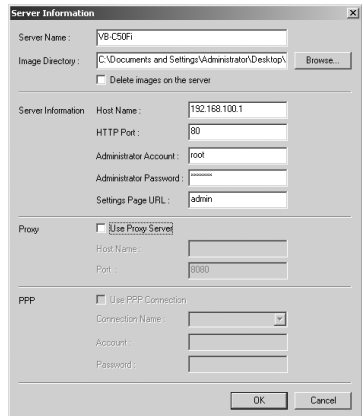 Server Information
Server Name : VB-C50Fi
Image Directory : C:\Documents and Settings\Administrator\Desktop\ Browse...
Delete images on the server
Server Information Host Name : 192.168.100.1
HTTP Port : 80
Administrator Account : root
Administrator Password :
Settings Page URL : admin
Proxy Use Proxy Server
Host Name :
Port : 8080
PPP Use PPP Connection
Connection Name :
Account :
Password :
OK Cancel